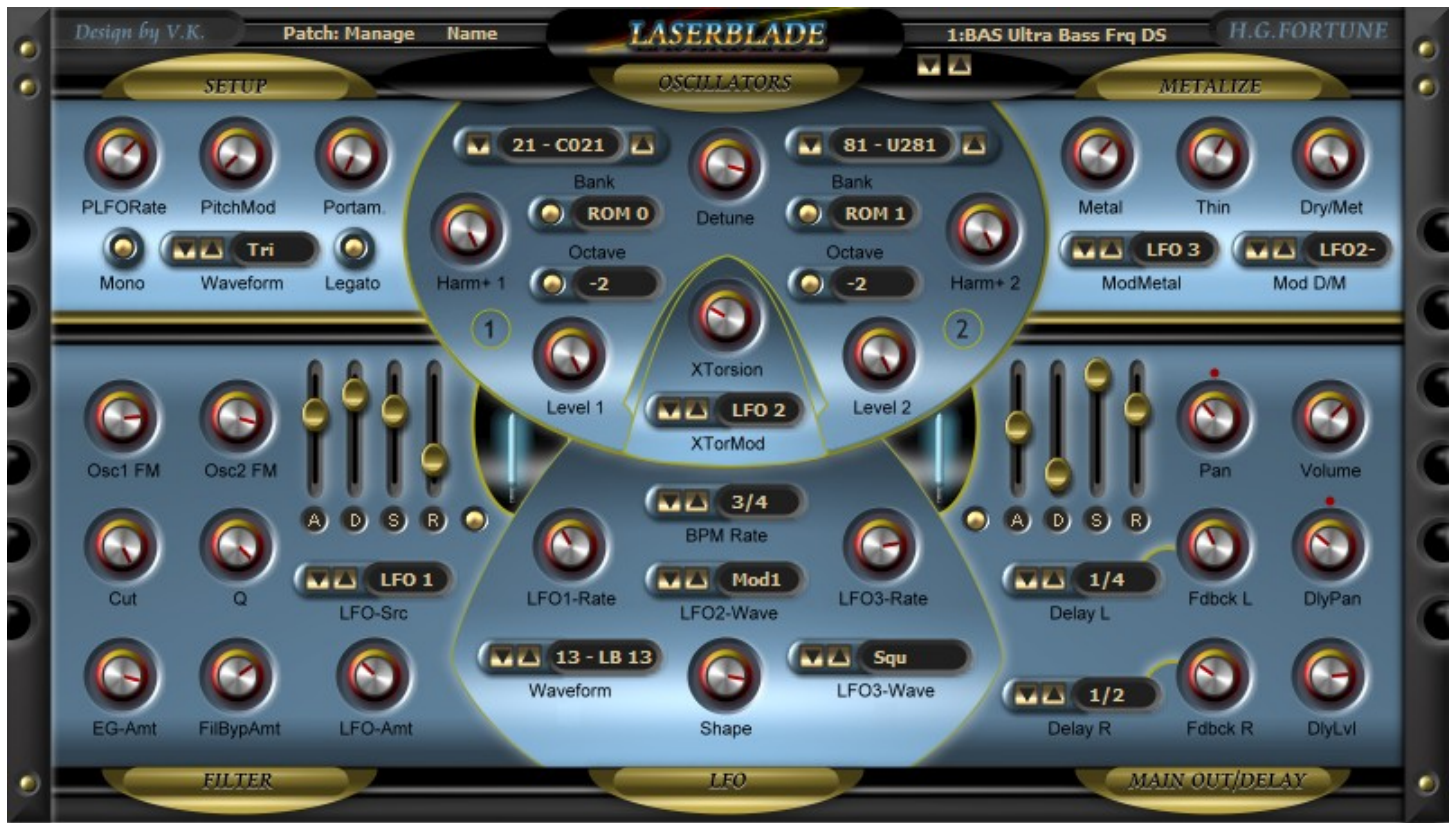 Design by V.K.
Patch: Manage
Name
LASERBLADE
1:BAS Ultra Bass Frq DS
H.G.FORTUNE
SETUP
OSCILLATORS
METALIZE
PLFORate
PitchMod
Portam.
Mono
Tri
Waveform
Legato
21 - CO21
Bank
ROM 0
Octave
-2
Harm+ 1
1
Level 1
Detune
81 - U281
Bank
ROM 1
Octave
-2
Harm+ 2
2
Level 2
XTorsion
LFO 2
XTorMod
Metal
Thin
Dry/Met
LFO 3
ModMetal
LFO2-
Mod D/M
Osc1 FM
Osc2 FM
A
D
S
R
Cut
Q
LFO 1
LFO-Src
EG-Amt
FilBypAmt
LFO-Amt
3/4
BPM Rate
LFO1-Rate
Mod1
LFO2-Wave
LFO3-Rate
13 - LB 13
Waveform
Shape
Squ
LFO3-Wave
A
D
S
R
Pan
Volume
1/4
Delay L
Fdbck L
DlyPan
1/2
Delay R
Fdbck R
DlyLvl
FILTER
LFO
MAIN OUT/DELAY